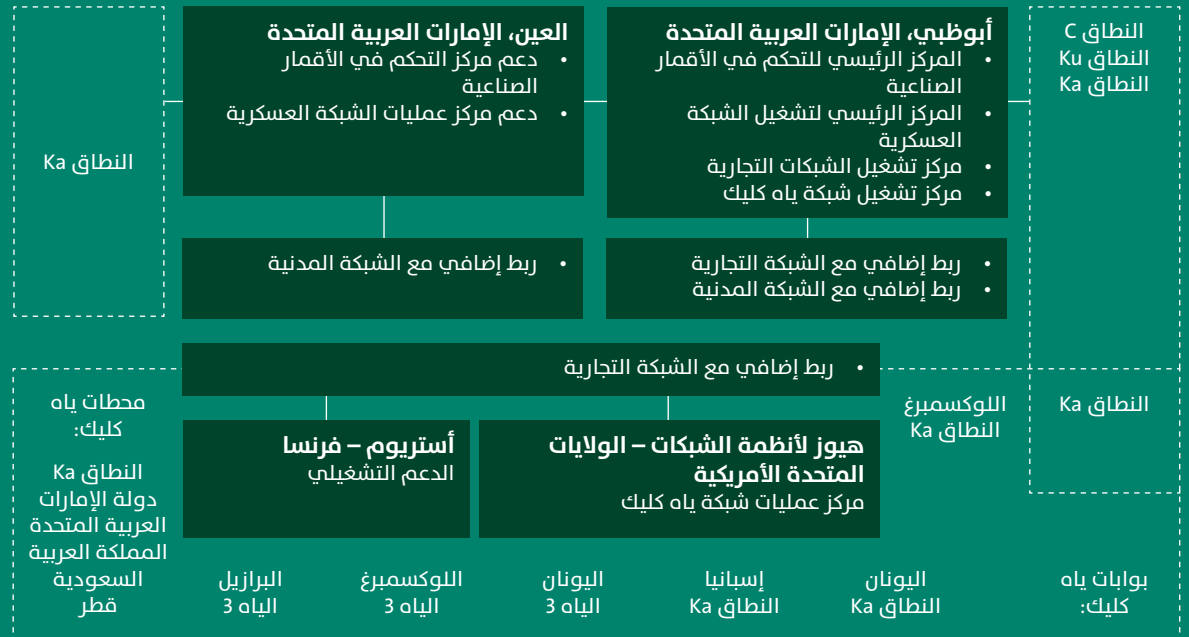 النطاق C
النطاق Ku
النطاق Ka
أبوظبي، الإمارات العربية المتحدة
• المركز الرئيسي للتحكم في الأقمار
الصناعية
• المركز الرئيسي لتشغيل الشبكة
العسكرية
• مركز تشغيل الشبكات التجارية
• مركز تشغيل شبكة ياه كليك
العين، الإمارات العربية المتحدة
• دعم مركز التحكم في الأقمار
الصناعية
• دعم مركز عمليات الشبكة العسكرية
النطاق Ka
• ربط إضافي مع الشبكة التجارية
• ربط إضافي مع الشبكة المدنية
• ربط إضافي مع الشبكة المدنية
• ربط إضافي مع الشبكة التجارية
النطاق Ka
اللوكسمبرغ
النطاق Ka
هيوز لأنظمة الشبكات – الولايات
المتحدة الأمريكية
مركز عمليات شبكة ياه كليك
أستريوم – فرنسا
الدعم التشغيلي
محطات ياه
كليك:
النطاق Ka
دولة الإمارات
العربية المتحدة
المملكة العربية
السعودية
قطر
بوابات ياه
كليك:
اليونان
النطاق Ka
إسبانيا
النطاق Ka
اليونان
الياه 3
اللوكسمبرغ
الياه 3
البرازيل
الياه 3